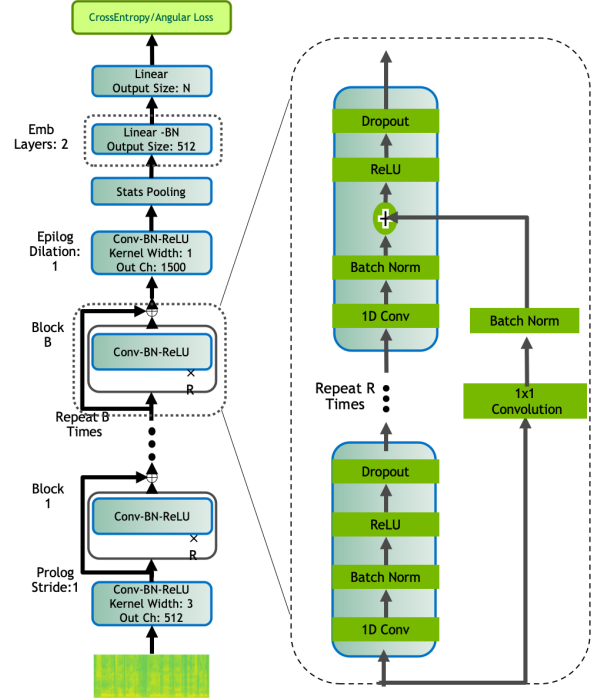 CrossEntropy/Angular Loss
Linear
Output Size: N
Emb
Layers: 2
Linear -BN
Output Size: 512
Stats Pooling
Epilog
Dilation:
1
Conv-BN-ReLU
Kernel Width: 1
Out Ch: 1500
Block
B
Conv-BN-ReLU
×
R
Repeat B
Times
Block
1
Conv-BN-ReLU
×
R
Prolog
Stride:1
Conv-BN-ReLU
Kernel Width: 3
Out Ch: 512
Dropout
ReLU
Batch Norm
1D Conv
Repeat R
Times
Batch Norm
1x1
Convolution
Dropout
ReLU
Batch Norm
1D Conv